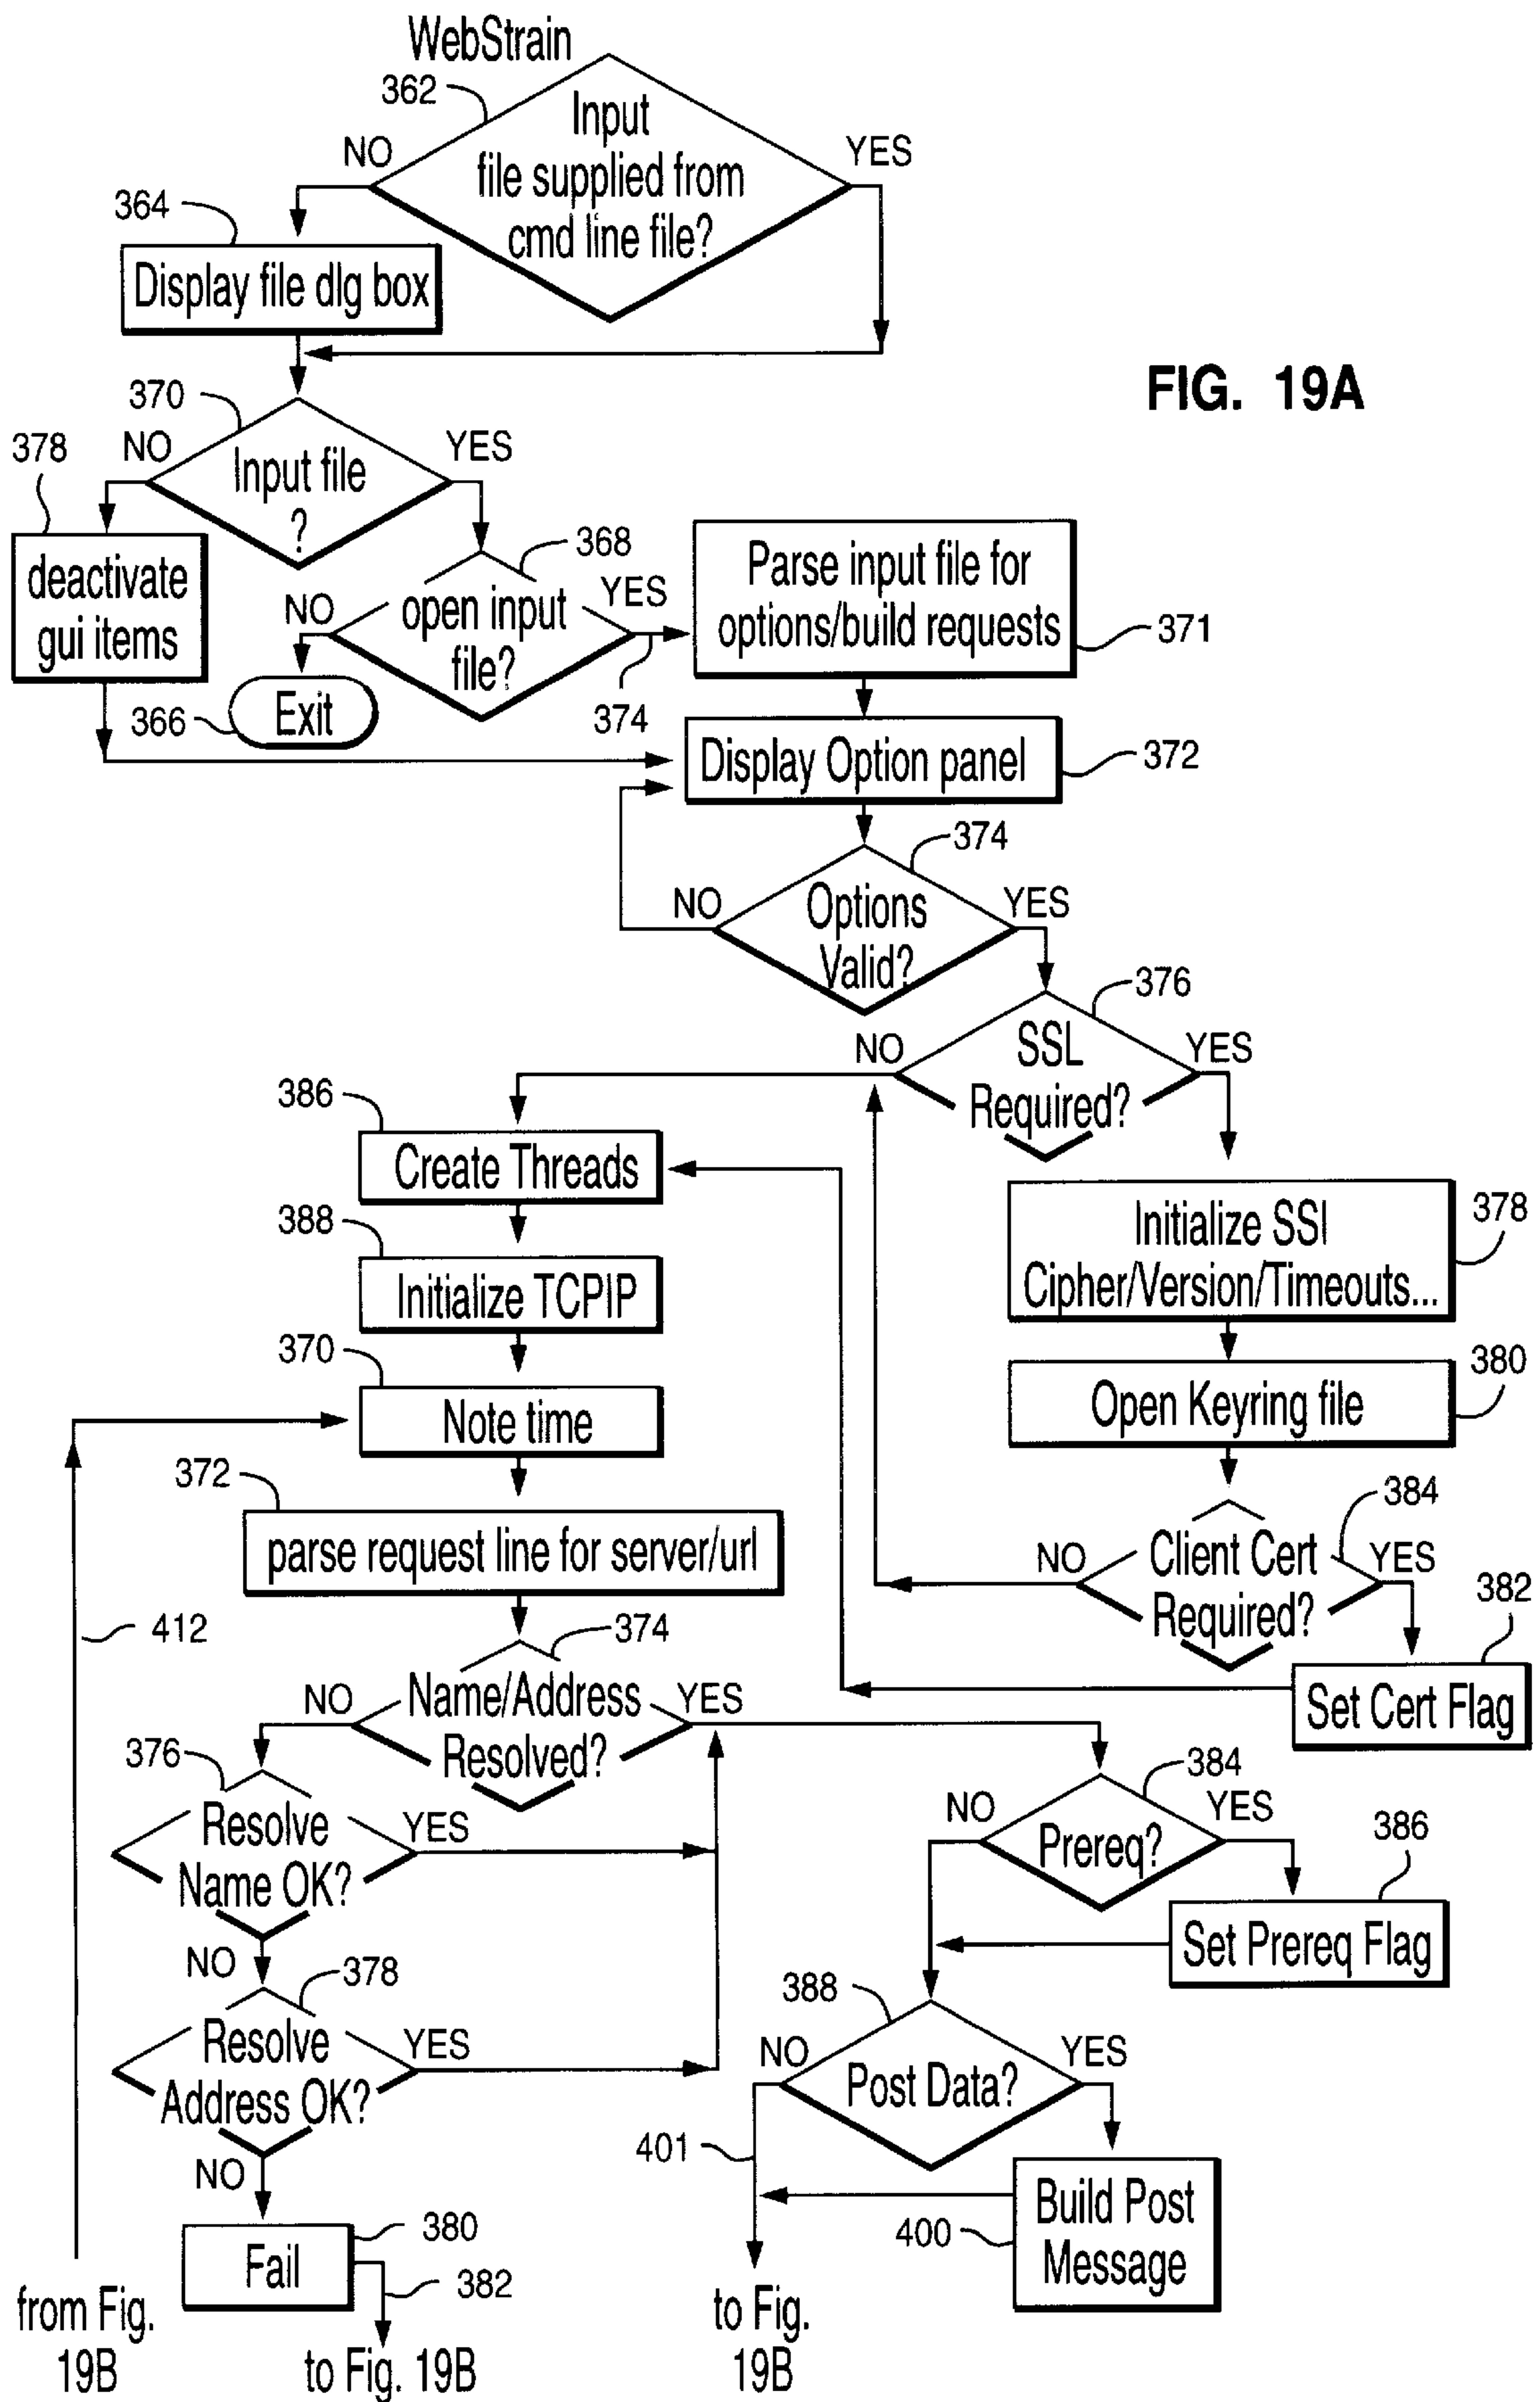 WebStrain
362
Input
file supplied from
cmd line file?
NO
YES
364
Display file dlg box
FIG. 19A
370
NO
YES
Input file
?
378
deactivate
gui items
368
NO
YES
open input
file?
374
366
Exit
Parse input file for
options/build requests
371
Display Option panel
372
374
NO
YES
Options
Valid?
376
NO
YES
SSL
Required?
386
Create Threads
388
Initialize TCPIP
370
Note time
372
parse request line for server/url
378
Initialize SSI
Cipher/Version/Timeouts...
380
Open Keyring file
384
NO
YES
Client Cert
Required?
382
Set Cert Flag
412
374
NO
YES
Name/Address
Resolved?
376
Resolve
Name OK?
YES
NO
378
Resolve
Address OK?
YES
NO
380
Fail
382
384
NO
YES
Prereq?
386
Set Prereq Flag
388
NO
YES
Post Data?
401
400
Build Post
Message
from Fig.
19B
to Fig. 19B
to Fig.
19B